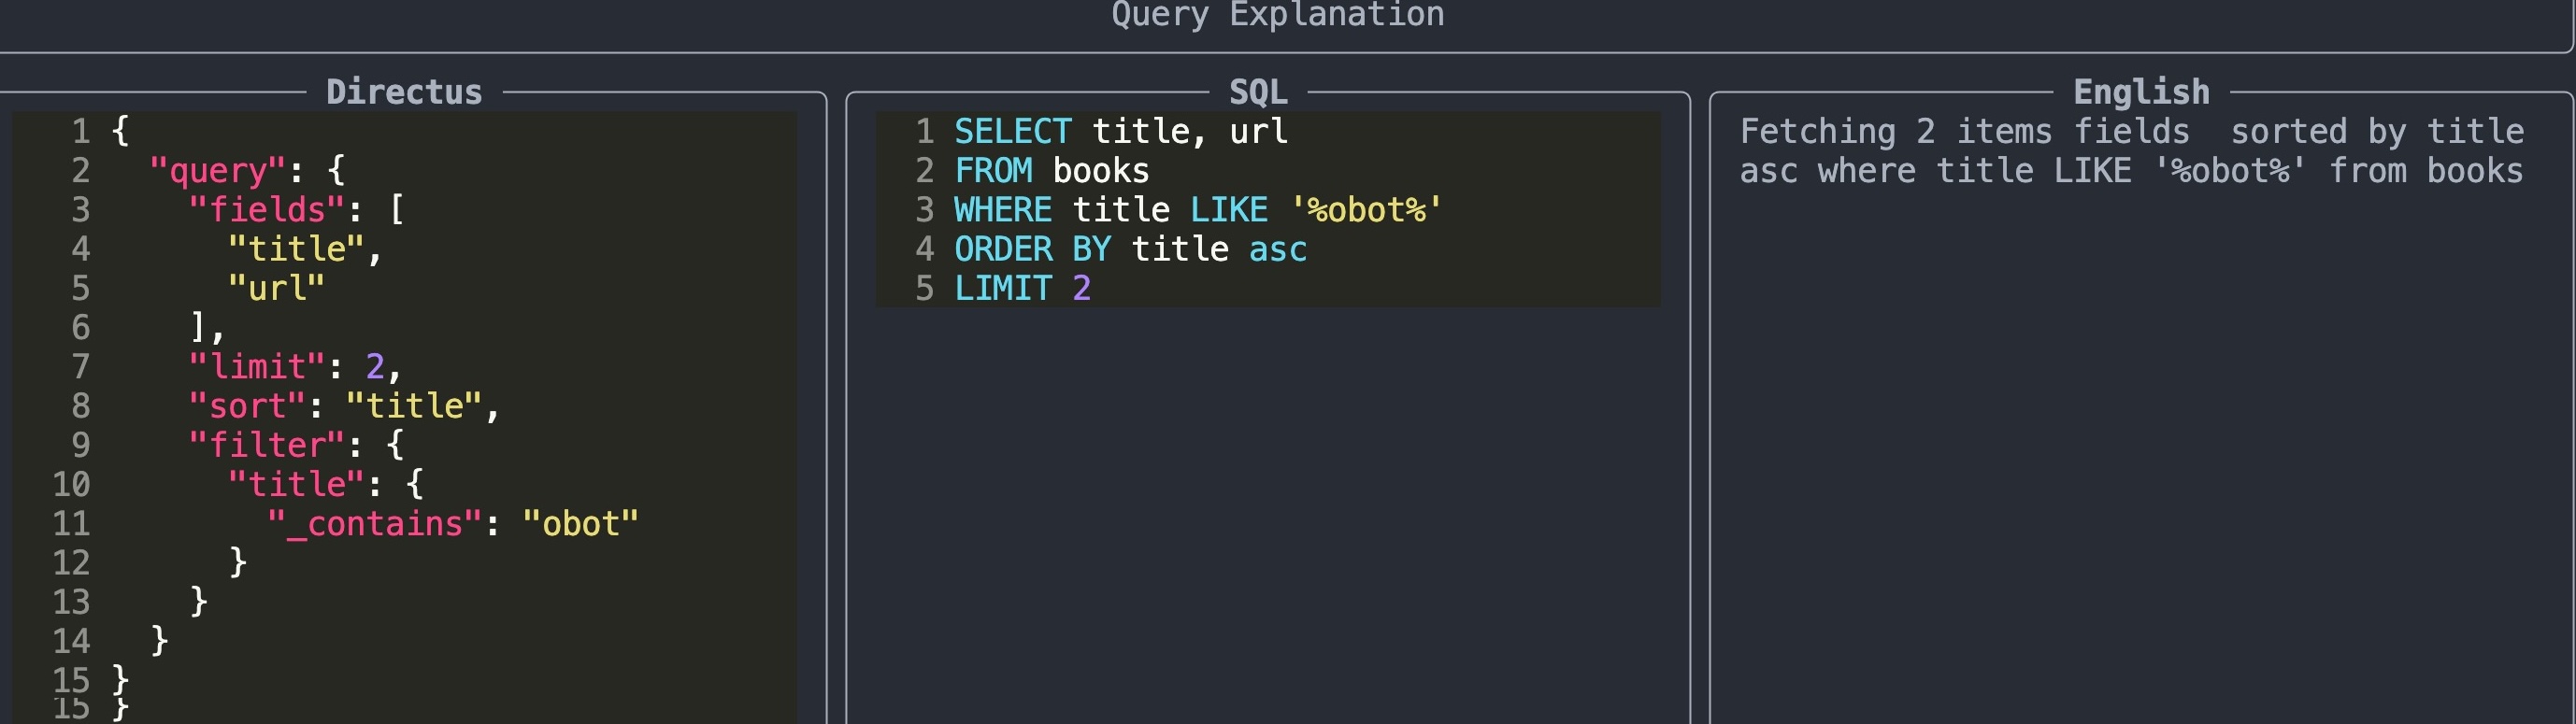 Query Explanation
Directus
1 {
2   "query": {
3     "fields": [
4       "title",
5       "url"
6     ],
7     "limit": 2,
8     "sort": "title",
9     "filter": {
10       "title": {
11         "_contains": "obot"
12       }
13     }
14   }
15 }
15 }
SQL
1 SELECT title, url
2 FROM books
3 WHERE title LIKE '%obot%'
4 ORDER BY title asc
5 LIMIT 2
English
Fetching 2 items fields  sorted by title
asc where title LIKE '%obot%' from books